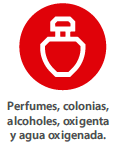 Perfumes, colonias,
alcoholes, oxigenta
y agua oxigenada.